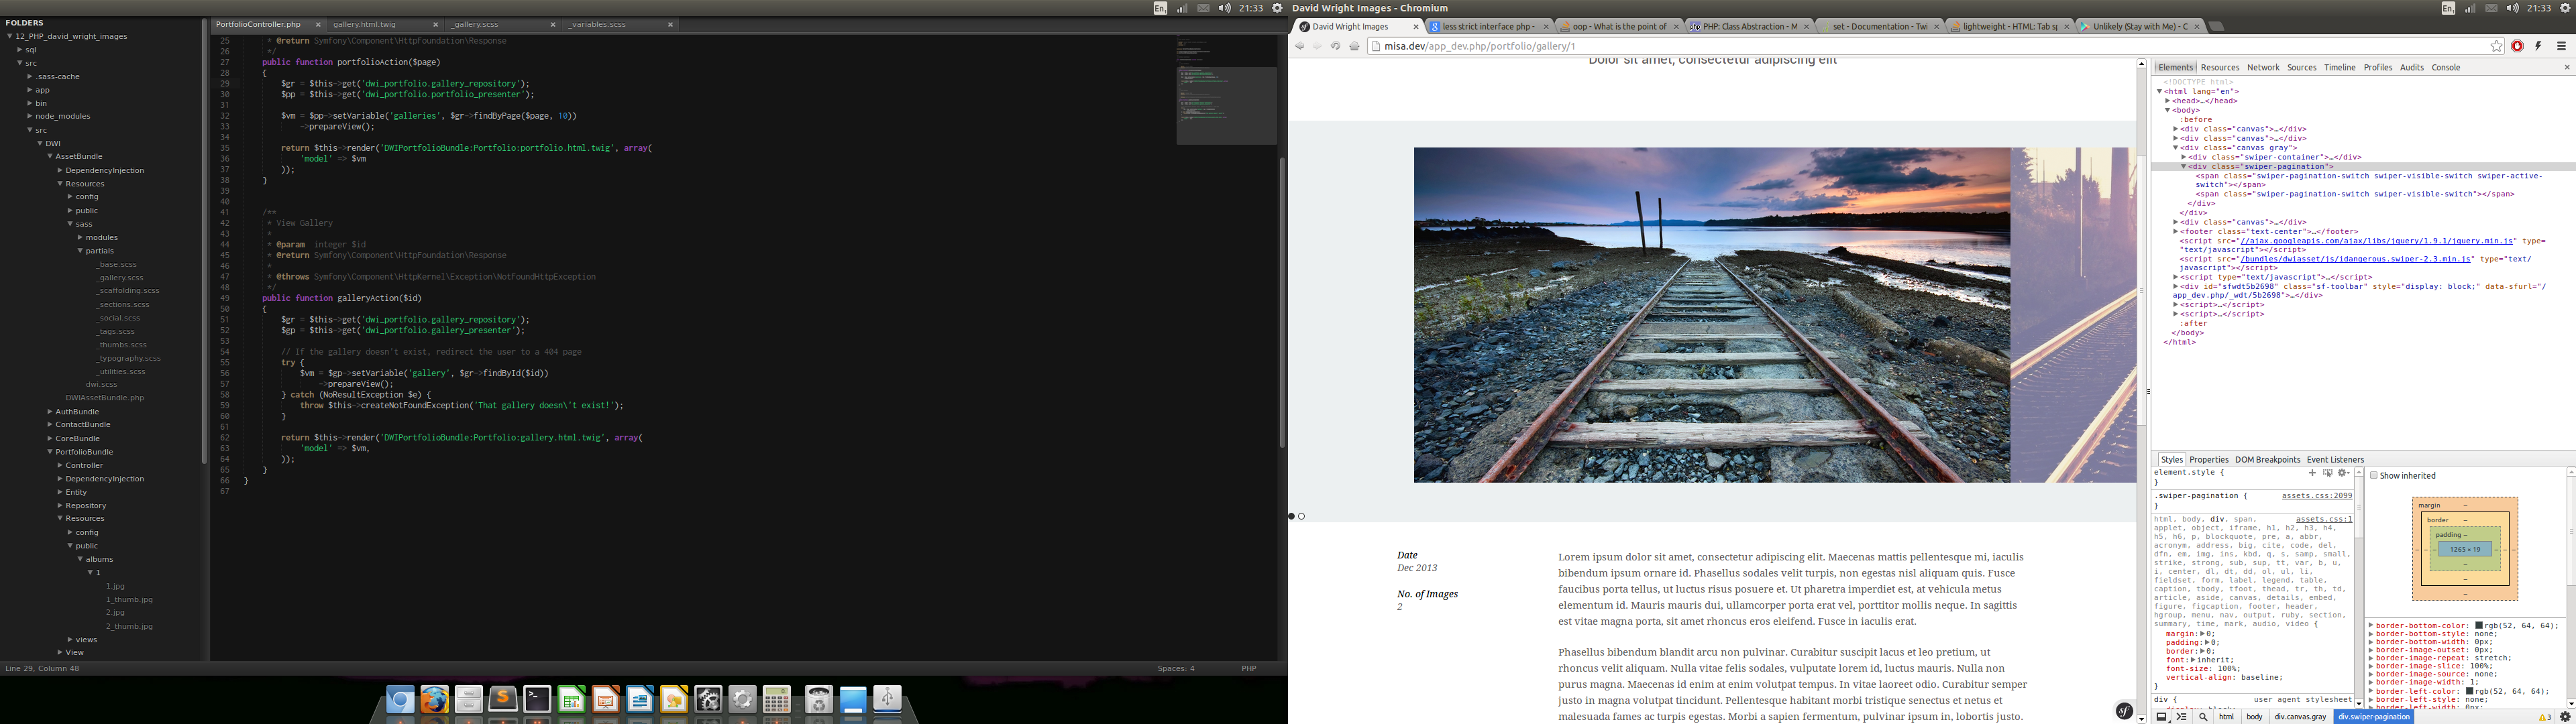 En
21:33
FOLDERS
12_PHP_david_wright_images
sql
src
.sass-cache
app
bin
node_modules
src
DWI
AssetBundle
DependencyInjection
Resources
config
public
sass
modules
partials
_base.scss
_gallery.scss
_scaffolding.scss
_sections.scss
_social.scss
_tags.scss
_thumbs.scss
_typography.scss
_utilities.scss
dwi.scss
DWIAssetBundle.php
AuthBundle
ContactBundle
CoreBundle
PortfolioBundle
Controller
DependencyInjection
Entity
Repository
Resources
config
public
albums
1
1.jpg
1_thumb.jpg
2.jpg
2_thumb.jpg
views
View
PortfolioController.php gallery.html.twig _gallery.scss _variables.scss
25 * @return Symfony\Component\HttpFoundation\Response
26 */
27 public function portfolioAction($page)
28 {
29 $gr = $this->get('dwi_portfolio.gallery_repository');
30 $pp = $this->get('dwi_portfolio.portfolio_presenter');
31
32 $vm = $pp->setVariable('galleries', $gr->findByPage($page, 10))
33 ->prepareView();
34
35 return $this->render('DWIPortfolioBundle:Portfolio:portfolio.html.twig', array(
36 'model' => $vm
37 ));
38 }
39
40
41 /**
42 * View Gallery
43 *
44 * @param integer $id
45 * @return Symfony\Component\HttpFoundation\Response
46 *
47 * @throws Symfony\Component\HttpKernel\Exception\NotFoundHttpException
48 */
49 public function galleryAction($id)
50 {
51 $gr = $this->get('dwi_portfolio.gallery_repository');
52 $gp = $this->get('dwi_portfolio.gallery_presenter');
53
54 // If the gallery doesn't exist, redirect the user to a 404 page
55 try {
56 $vm = $gp->setVariable('gallery', $gr->findById($id))
57 ->prepareView();
58 } catch (NoResultException $e) {
59 throw $this->createNotFoundException('That gallery doesn\'t exist!');
60 }
61
62 return $this->render('DWIPortfolioBundle:Portfolio:gallery.html.twig', array(
63 'model' => $vm,
64 ));
65 }
66 }
67
Line 29, Column 48 Spaces: 4 PHP
David Wright Images - Chromium
En
21:33
David Wright Images less strict interface php - oop - What is the point of PHP: Class Abstraction - M set - Documentation - Twi lightweight - HTML: Tab sp Unlikely (Stay with Me) - C
misa.dev/app_dev.php/portfolio/gallery/1
Dolor sit amet, consectetur adipiscing elit
Date
Dec 2013
No. of Images
2
Lorem ipsum dolor sit amet, consectetur adipiscing elit. Maecenas mattis pellentesque mi, iaculis
bibendum ipsum ornare id. Phasellus sodales velit turpis, non egestas nisl aliquam quis. Fusce
faucibus porta tellus, ut luctus risus posuere et. Ut pharetra imperdiet est, at vehicula metus
elementum id. Mauris mauris dui, ullamcorper porta erat vel, porttitor mollis neque. In sagittis
est vitae magna porta, sit amet rhoncus eros eleifend. Fusce in iaculis erat.
Phasellus bibendum blandit arcu non pulvinar. Curabitur suscipit lacus et leo pretium, ut
rhoncus velit aliquam. Nulla vitae felis sodales, vulputate lorem id, luctus mauris. Nulla non
purus magna. Maecenas id enim at enim volutpat tempus. In vitae laoreet odio. Curabitur semper
justo in magna volutpat tincidunt. Pellentesque habitant morbi tristique senectus et netus et
malesuada fames ac turpis egestas. Morbi a sapien fermentum, pulvinar ipsum in, lobortis justo.
Elements Resources Network Sources Timeline Profiles Audits Console
<!DOCTYPE html>
<html lang="en">
<head>…</head>
<body>
:before
<div class="canvas">…</div>
<div class="canvas">…</div>
<div class="canvas gray">
<div class="swiper-container">…</div>
<div class="swiper-pagination">
<span class="swiper-pagination-switch swiper-visible-switch swiper-active-
switch"></span>
<span class="swiper-pagination-switch swiper-visible-switch"></span>
</div>
</div>
<div class="canvas">…</div>
<footer class="text-center">…</footer>
<script src="//ajax.googleapis.com/ajax/libs/jquery/1.9.1/jquery.min.js" type=
"text/javascript"></script>
<script src="/bundles/dwiasset/js/idangerous.swiper-2.3.min.js" type="text/
javascript"></script>
<script type="text/javascript">…</script>
<div id="sfwdt5b2698" class="sf-toolbar" style="display: block;" data-sfurl="/
app_dev.php/_wdt/5b2698">…</div>
<script>…</script>
<script>…</script>
:after
</body>
</html>
Styles Properties DOM Breakpoints Event Listeners
element.style {
}
.swiper-pagination { assets.css:2099
}
html, body, div, span, assets.css:1
applet, object, iframe, h1, h2, h3, h4,
h5, h6, p, blockquote, pre, a, abbr,
acronym, address, big, cite, code, del,
dfn, em, img, ins, kbd, q, s, samp, small,
strike, strong, sub, sup, tt, var, b, u,
i, center, dl, dt, dd, ol, ul, li,
fieldset, form, label, legend, table,
caption, tbody, tfoot, thead, tr, th, td,
article, aside, canvas, details, embed,
figure, figcaption, footer, header,
hgroup, menu, nav, output, ruby, section,
summary, time, mark, audio, video {
margin: 0;
padding: 0;
border: 0;
font: inherit;
font-size: 100%;
vertical-align: baseline;
}
div { user agent stylesheet
Show inherited
margin
border
padding
1265 × 19
border-bottom-color: rgb(52, 64, 64);
border-bottom-style: none;
border-bottom-width: 0px;
border-image-outset: 0px;
border-image-repeat: stretch;
border-image-slice: 100%;
border-image-source: none;
border-image-width: 1;
border-left-color: rgb(52, 64, 64);
border-left-style: none;
html body div.canvas.gray div.swiper-pagination 3